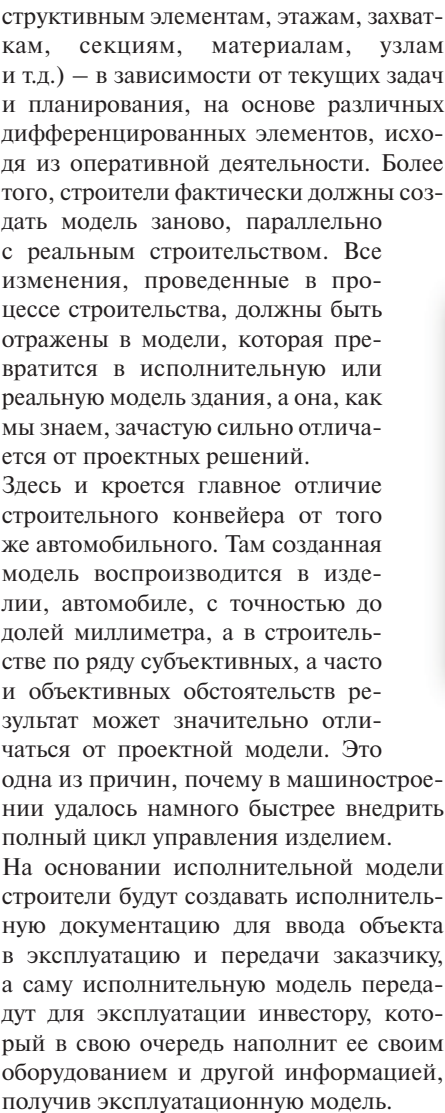 структивным элементам, этажам, захват-
кам, секциям, материалам, узлам
и т.д.) – в зависимости от текущих задач
и планирования, на основе различных
дифференцированных элементов, исхо-
дя из оперативной деятельности. Более
того, строители фактически должны соз-
дать модель заново, параллельно
с реальным строительством. Все
изменения, проведенные в про-
цессе строительства, должны быть
отражены в модели, которая пре-
вратится в исполнительную или
реальную модель здания, а она, как
мы знаем, зачастую сильно отлича-
ется от проектных решений.
Здесь и кроется главное отличие
строительного конвейера от того
же автомобильного. Там созданная
модель воспроизводится в изде-
лии, автомобиле, с точностью до
долей миллиметра, а в строитель-
стве по ряду субъективных, а часто
и объективных обстоятельств ре-
зультат может значительно отли-
чаться от проектной модели. Это
одна из причин, почему в машинострое-
нии удалось намного быстрее внедрить
полный цикл управления изделием.
На основании исполнительной модели
строители будут создавать исполнитель-
ную документацию для ввода объекта
в эксплуатацию и передачи заказчику,
а саму исполнительную модель переда-
дут для эксплуатации инвестору, кото-
рый в свою очередь наполнит ее своим
оборудованием и другой информацией,
получив эксплуатационную модель.